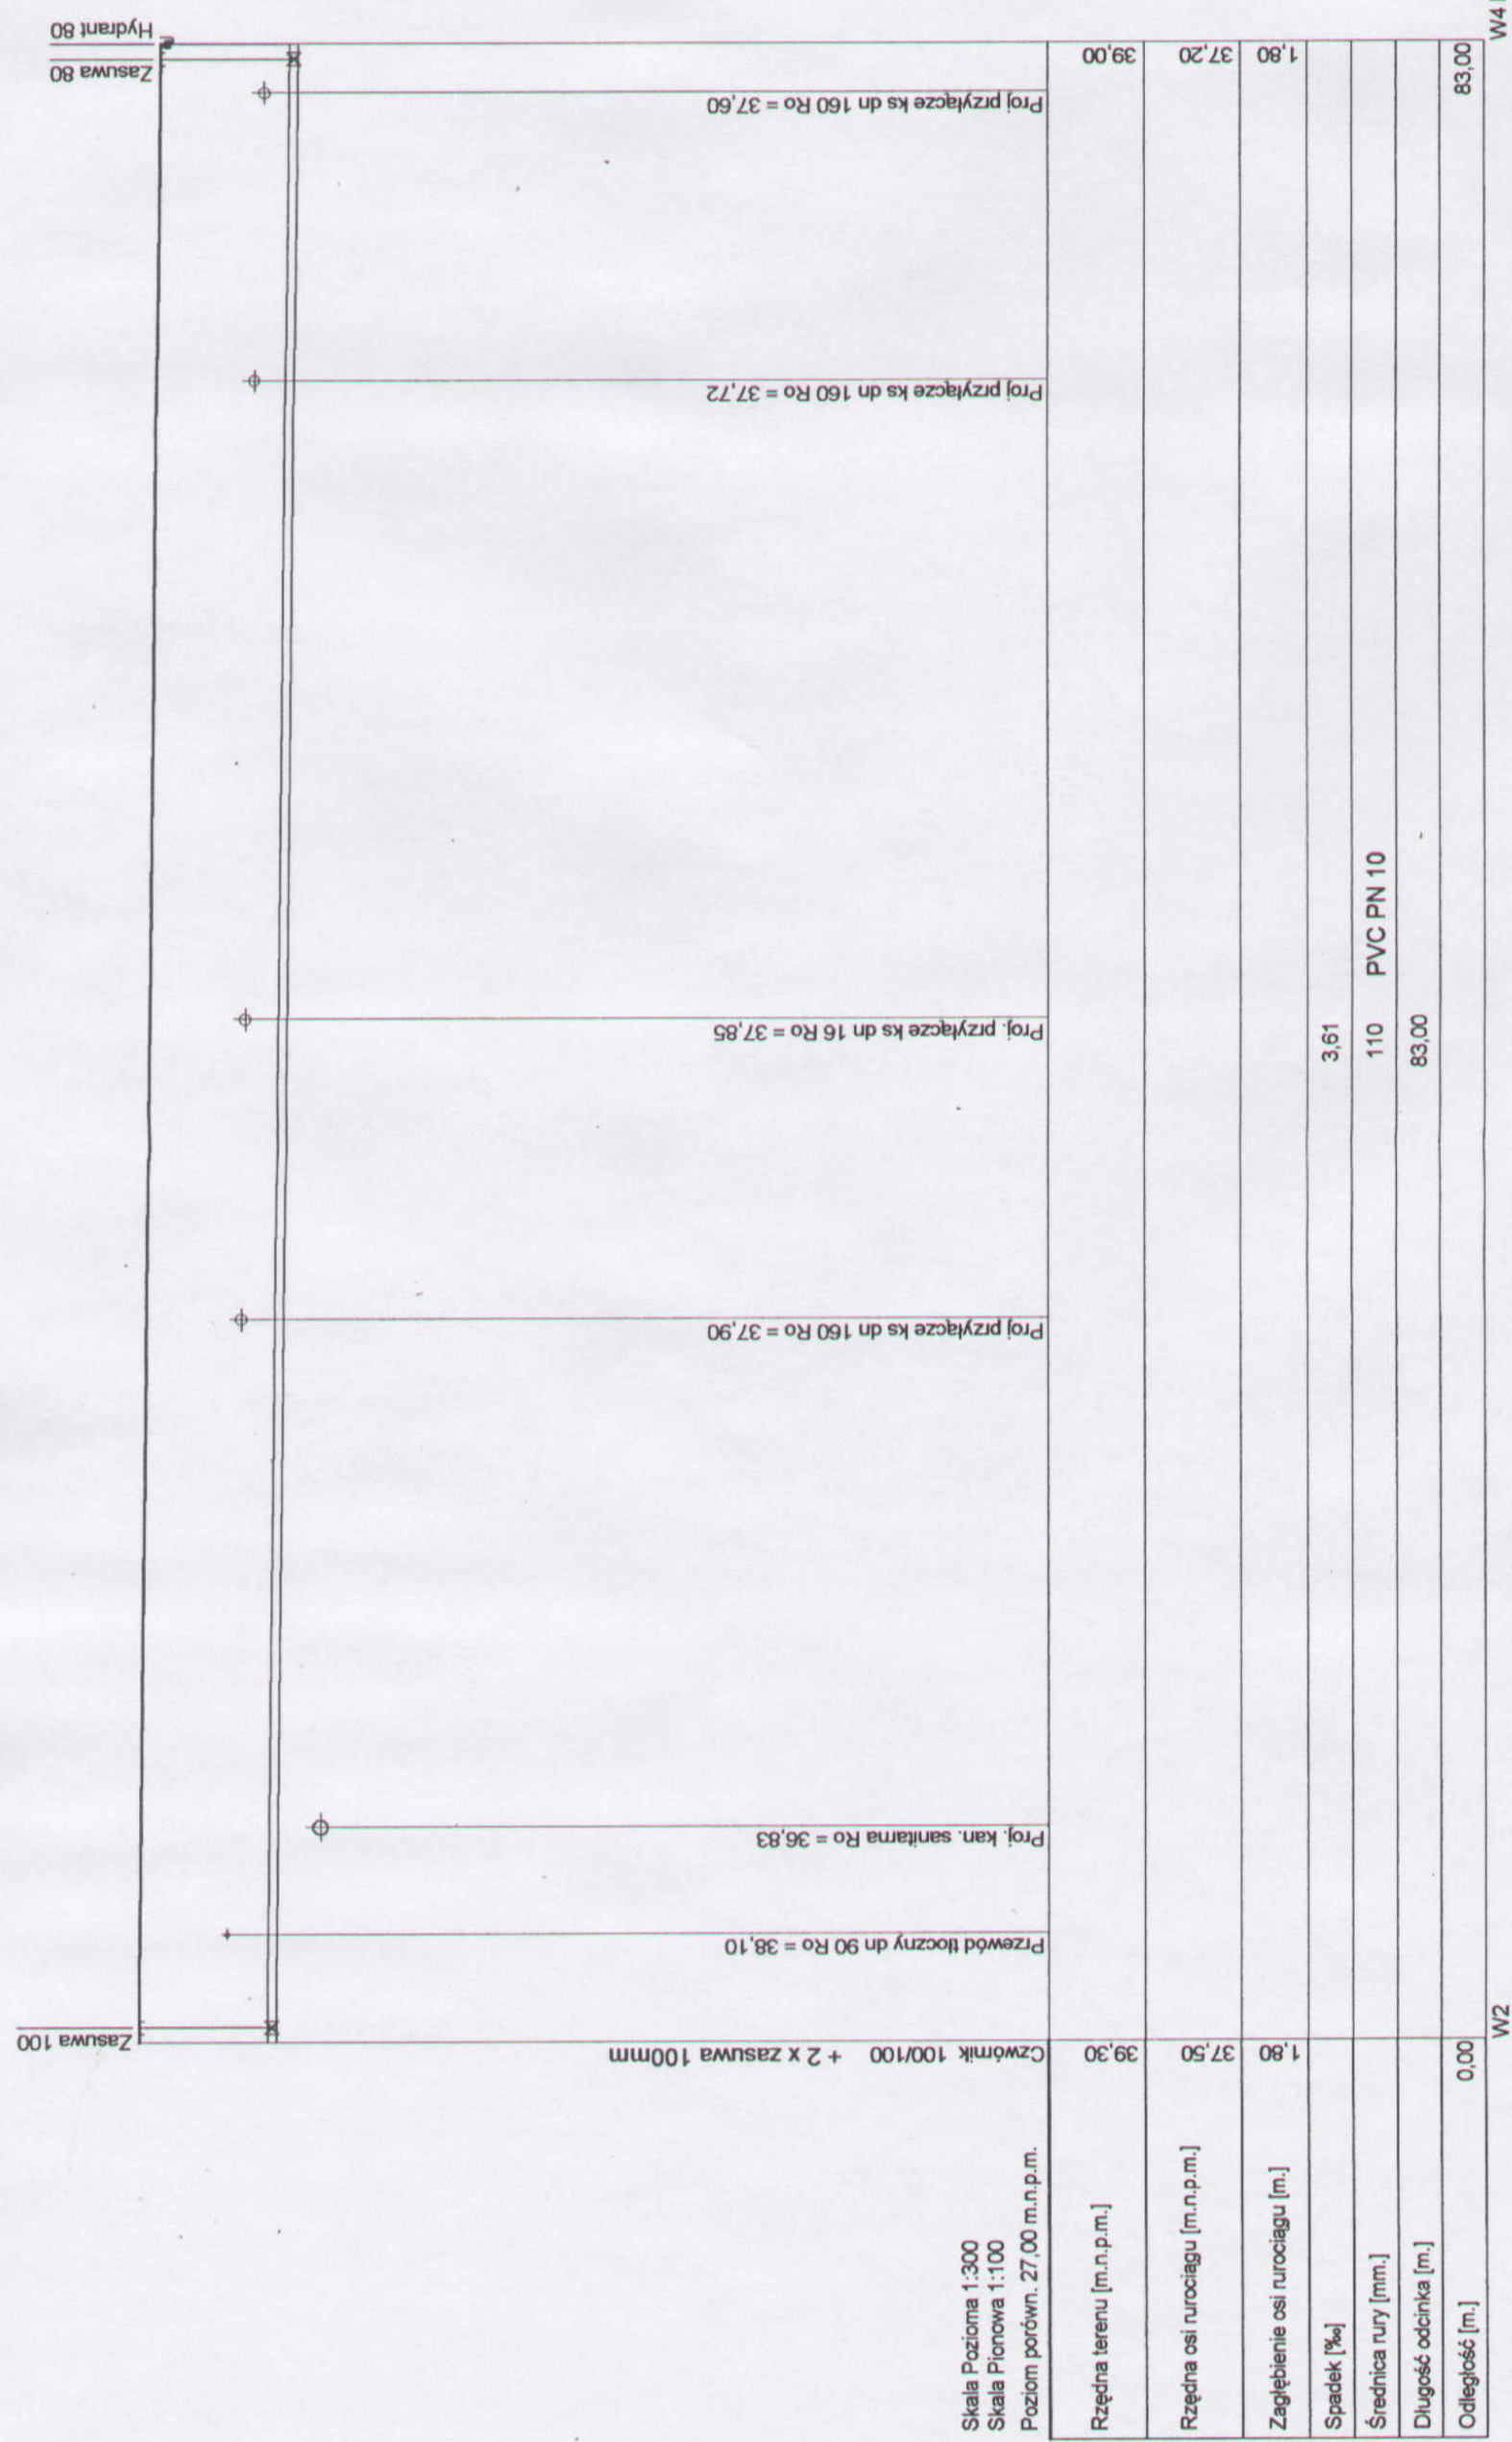 Zasuwa 100
Zasuwa 80
Hydrant 80
Czwórnik 100/100 + 2 x zasuwa 100mm
Przewód tłoczny dn 90 Ro = 38,10
Proj. kan. sanitarna Ro = 36,83
Proj przyłącze ks dn 160 Ro = 37,90
Proj. przyłącze ks dn 16 Ro = 37,85
Proj przyłącze ks dn 160 Ro = 37,72
Proj przyłącze ks dn 160 Ro = 37,60
Skala Pozioma 1:300
Skala Pionowa 1:100
Poziom porówn. 27,00 m.n.p.m.
Rzędna terenu [m.n.p.m.] 39,30 39,00
Rzędna osi rurociągu [m.n.p.m.] 37,50 37,20
Zagłębienie osi rurociągu [m.] 1,80 1,80
Spadek [‰] 3,61
Średnica rury [mm.] 110 PVC PN 10
Długość odcinka [m.] 83,00
Odległość [m.] 0,00 83,00
W2 W4